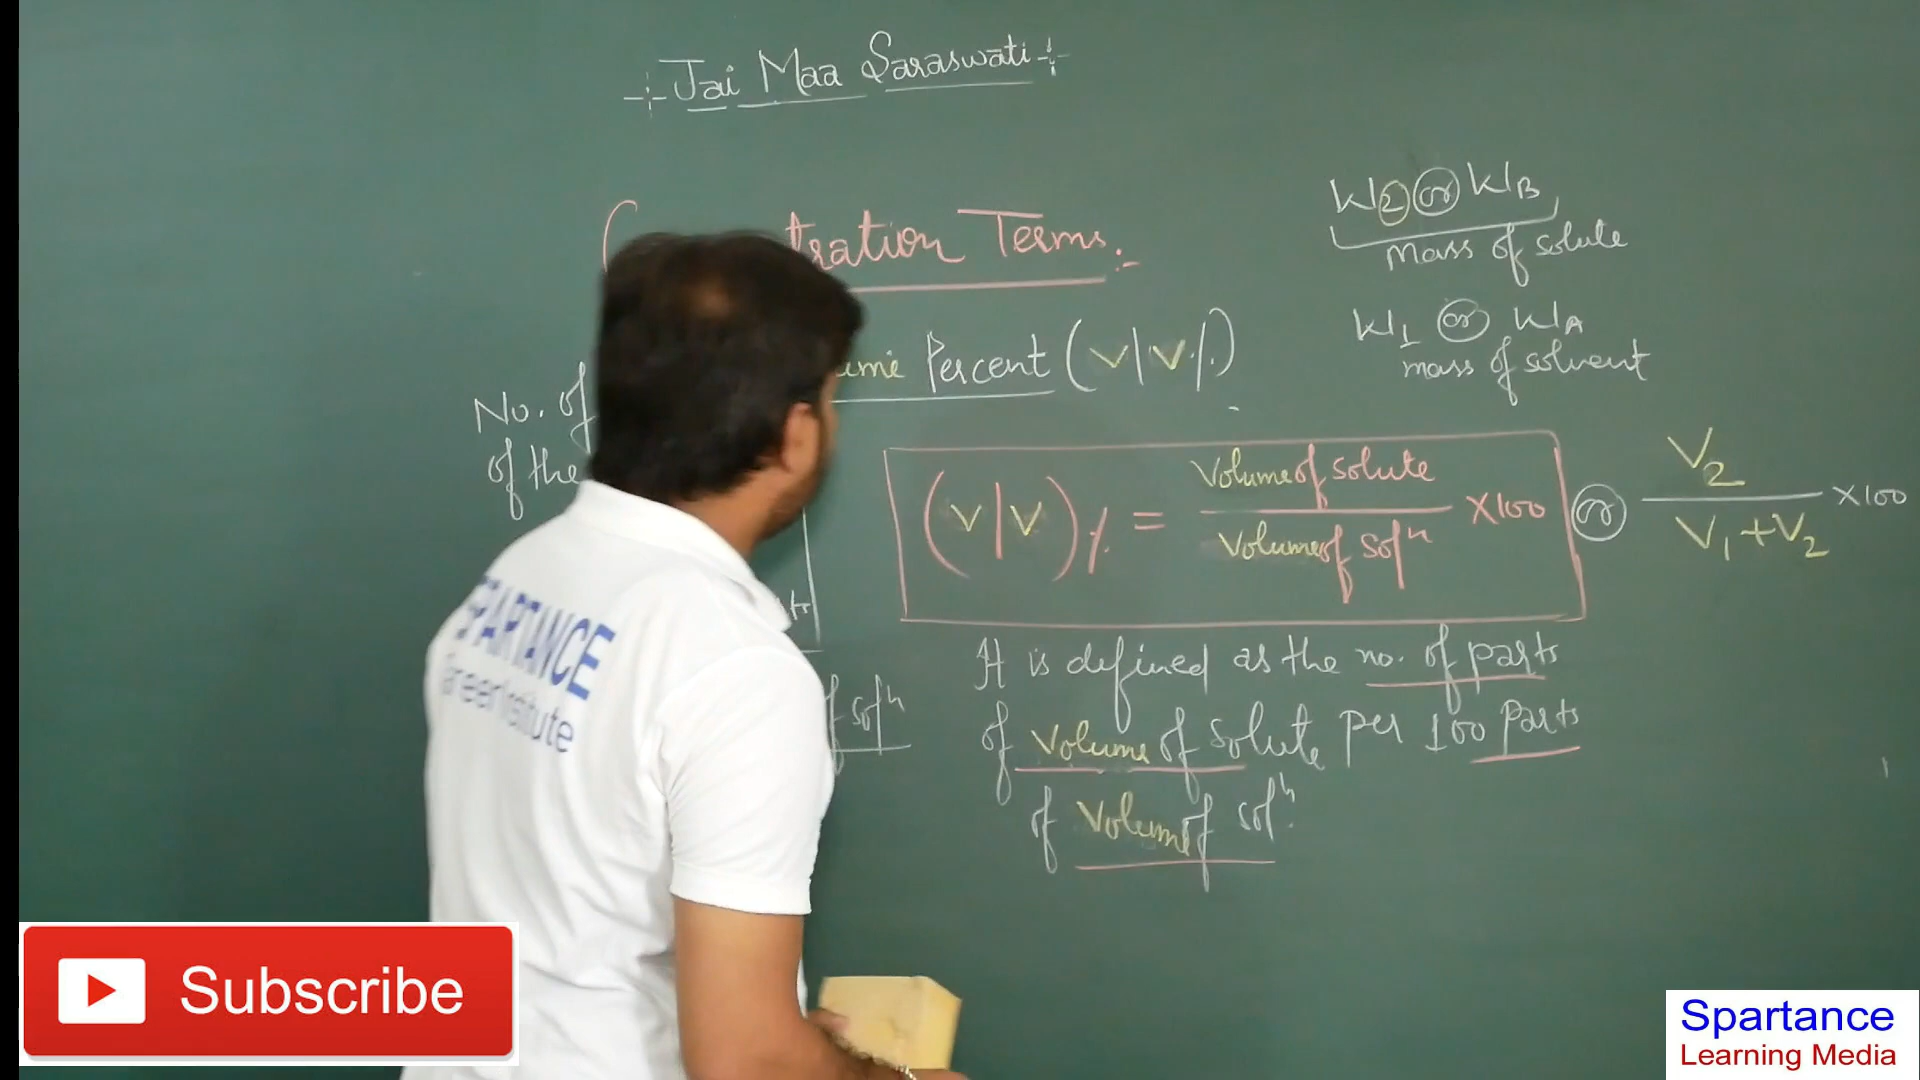 Jai Maa Saraswati
tration Terms :-
W2 or WB
Mass of solute
W1 or WA
mass of solvent
No. of
of the
ume Percent (V|V%)
(V|V)% = Volume of solute / Volume of solⁿ X100 or V2 / V1+V2 X100
It is defined as the no. of parts
of Volume of solute per 100 parts
of Volume of solⁿ.
f solⁿ
SPARTANCE
Career Institute
Subscribe
Spartance
Learning Media